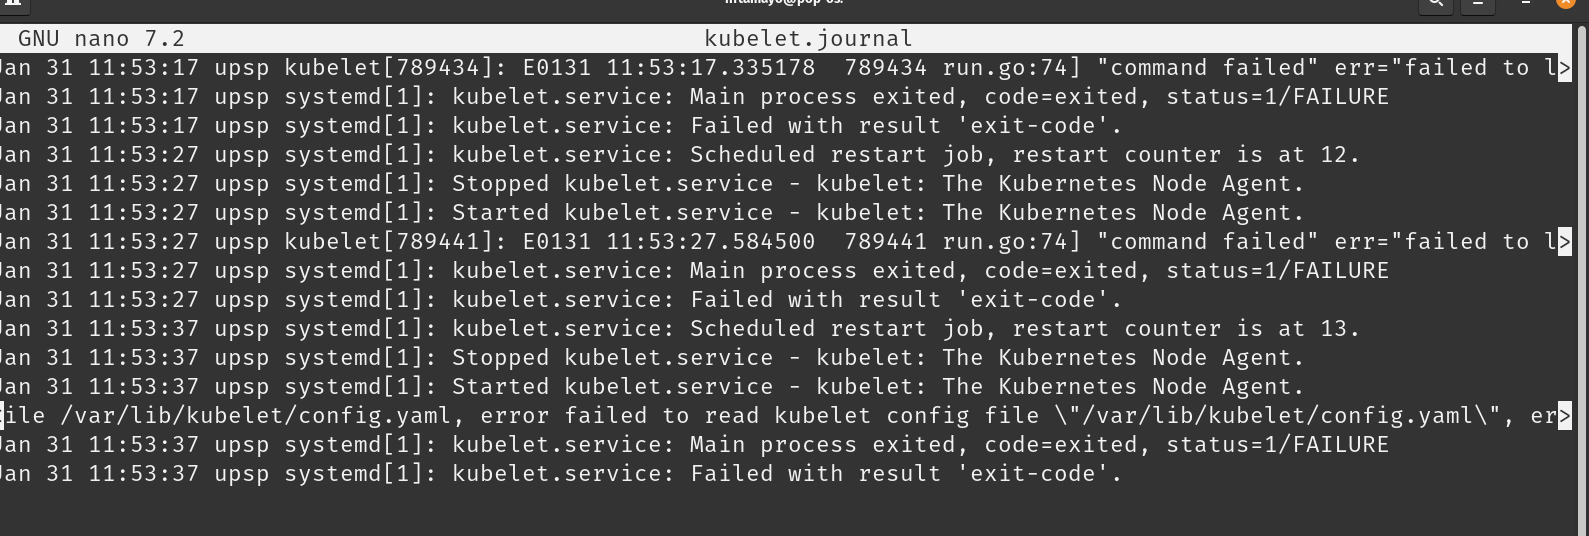 GNU nano 7.2 kubelet.journal
Jan 31 11:53:17 upsp kubelet[789434]: E0131 11:53:17.335178  789434 run.go:74] "command failed" err="failed to l>
Jan 31 11:53:17 upsp systemd[1]: kubelet.service: Main process exited, code=exited, status=1/FAILURE
Jan 31 11:53:17 upsp systemd[1]: kubelet.service: Failed with result 'exit-code'.
Jan 31 11:53:27 upsp systemd[1]: kubelet.service: Scheduled restart job, restart counter is at 12.
Jan 31 11:53:27 upsp systemd[1]: Stopped kubelet.service - kubelet: The Kubernetes Node Agent.
Jan 31 11:53:27 upsp systemd[1]: Started kubelet.service - kubelet: The Kubernetes Node Agent.
Jan 31 11:53:27 upsp kubelet[789441]: E0131 11:53:27.584500  789441 run.go:74] "command failed" err="failed to l>
Jan 31 11:53:27 upsp systemd[1]: kubelet.service: Main process exited, code=exited, status=1/FAILURE
Jan 31 11:53:27 upsp systemd[1]: kubelet.service: Failed with result 'exit-code'.
Jan 31 11:53:37 upsp systemd[1]: kubelet.service: Scheduled restart job, restart counter is at 13.
Jan 31 11:53:37 upsp systemd[1]: Stopped kubelet.service - kubelet: The Kubernetes Node Agent.
Jan 31 11:53:37 upsp systemd[1]: Started kubelet.service - kubelet: The Kubernetes Node Agent.
ile /var/lib/kubelet/config.yaml, error failed to read kubelet config file \"/var/lib/kubelet/config.yaml\", er>
Jan 31 11:53:37 upsp systemd[1]: kubelet.service: Main process exited, code=exited, status=1/FAILURE
Jan 31 11:53:37 upsp systemd[1]: kubelet.service: Failed with result 'exit-code'.